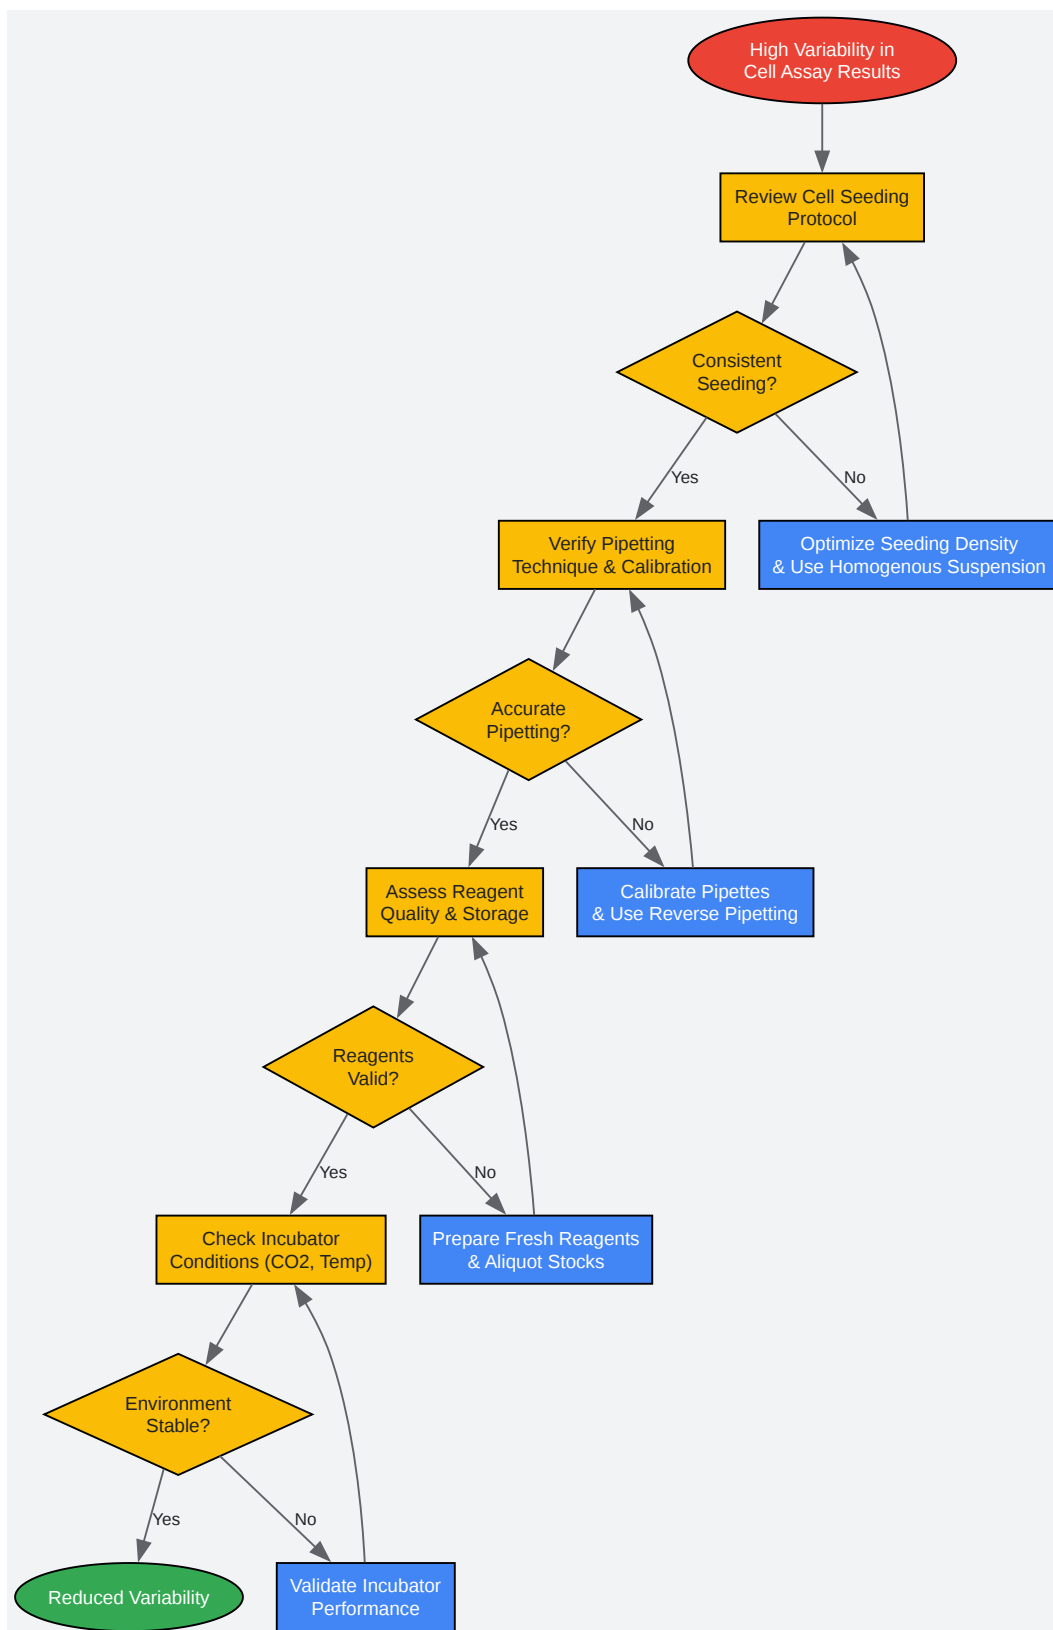 High Variability in
Cell Assay Results
Review Cell Seeding
Protocol
Consistent
Seeding?
Yes
No
Verify Pipetting
Technique & Calibration
Optimize Seeding Density
& Use Homogenous Suspension
Accurate
Pipetting?
Yes
No
Assess Reagent
Quality & Storage
Calibrate Pipettes
& Use Reverse Pipetting
Reagents
Valid?
Yes
No
Check Incubator
Conditions (CO2, Temp)
Prepare Fresh Reagents
& Aliquot Stocks
Environment
Stable?
Yes
No
Reduced Variability
Validate Incubator
Performance